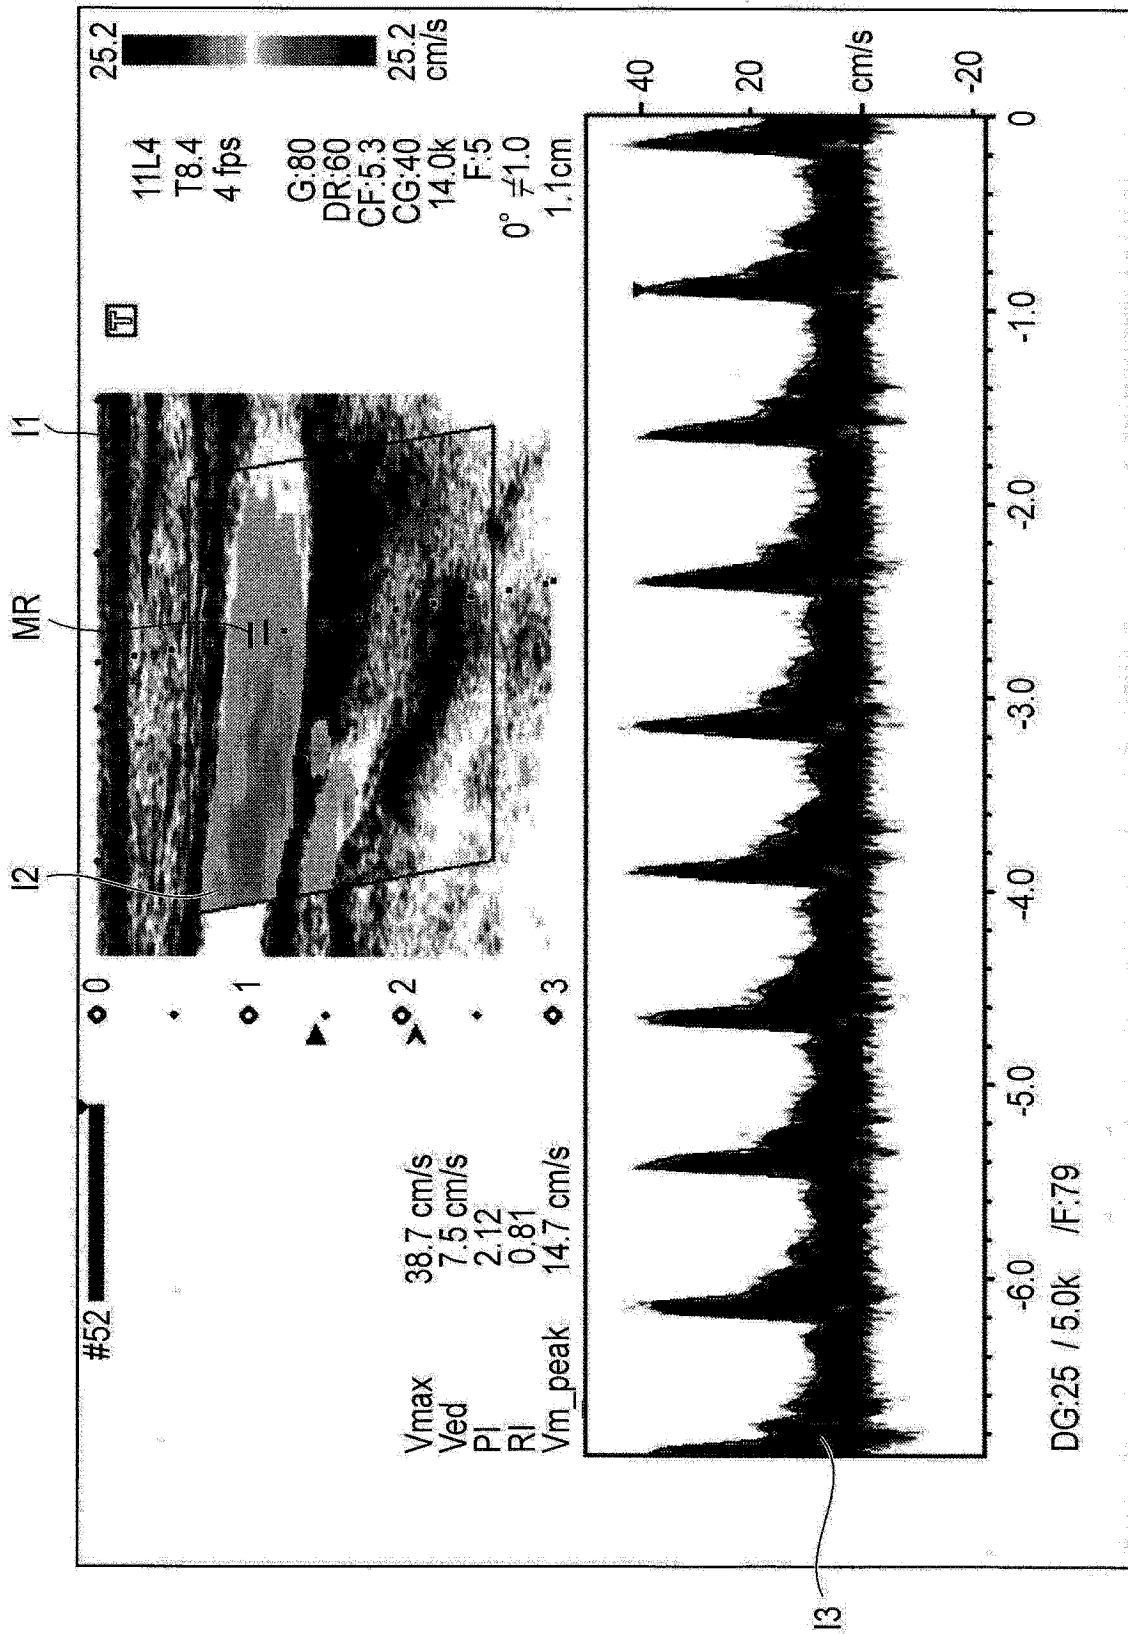 I2
MR
I1
#52
25.2
25.2
cm/s
T
11L4
T8.4
4 fps
G:80
DR:60
CF:5.3
CG:40
14.0k
F:5
0° ≠1.0
1.1cm
0
1
2
3
Vmax 38.7 cm/s
Ved 7.5 cm/s
PI 2.12
RI 0.81
Vm_peak 14.7 cm/s
40
20
cm/s
-20
-6.0 -5.0 -4.0 -3.0 -2.0 -1.0 0
DG:25 / 5.0k /F:79
I3